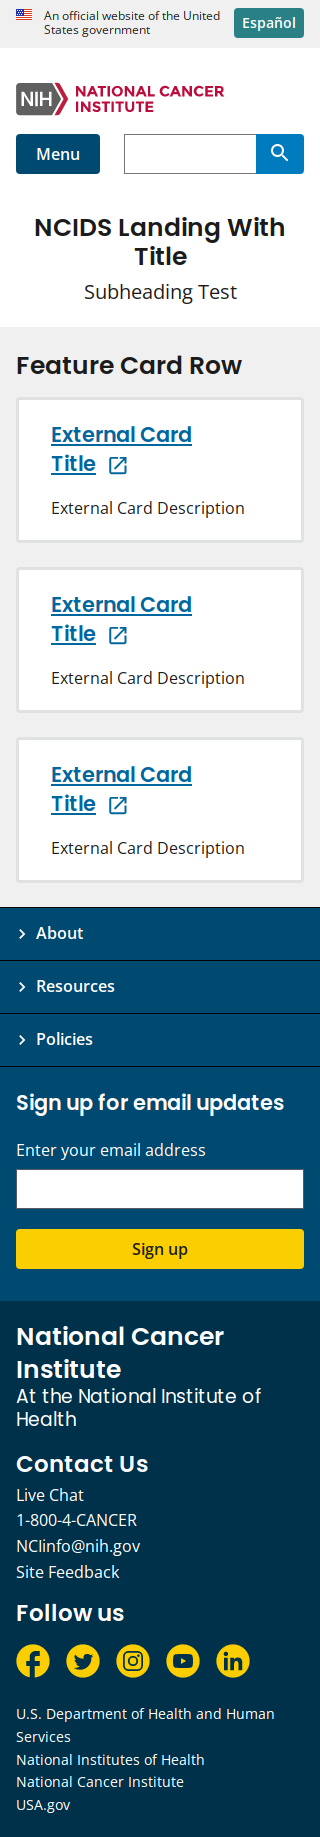 An official website of the United
States government
Español
NIH
NATIONAL CANCER
INSTITUTE
Menu
NCIDS Landing With
Title
Subheading Test
Feature Card Row
External Card
Title
External Card Description
External Card
Title
External Card Description
External Card
Title
External Card Description
About
Resources
Policies
Sign up for email updates
Enter your email address
Sign up
National Cancer
Institute
At the National Institute of
Health
Contact Us
Live Chat
1-800-4-CANCER
NCIinfo@nih.gov
Site Feedback
Follow us
U.S. Department of Health and Human
Services
National Institutes of Health
National Cancer Institute
USA.gov